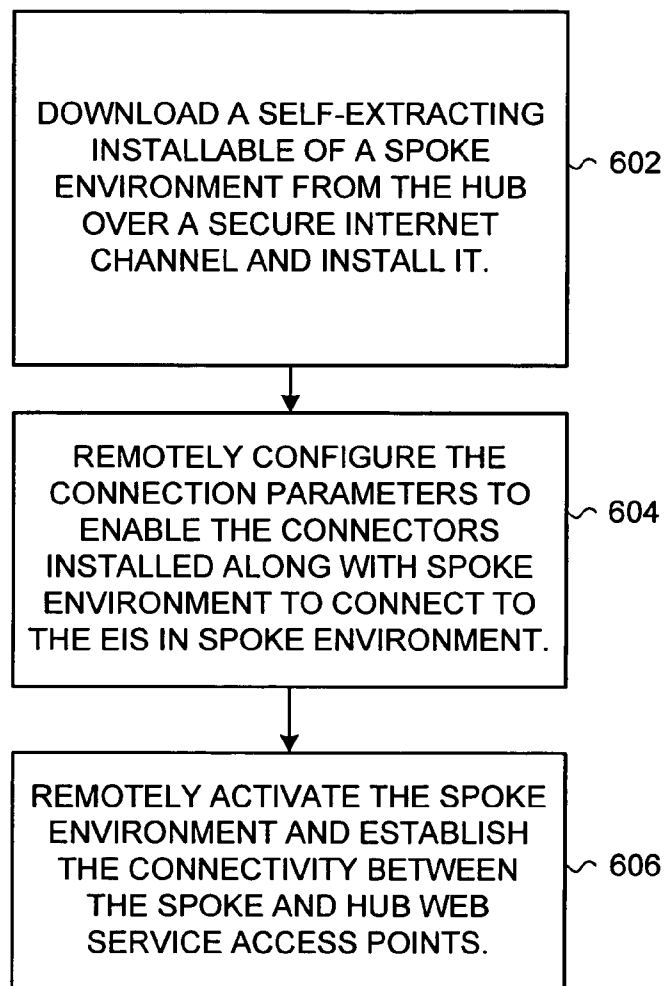 DOWNLOAD A SELF-EXTRACTING
INSTALLABLE OF A SPOKE
ENVIRONMENT FROM THE HUB
OVER A SECURE INTERNET
CHANNEL AND INSTALL IT.
602
REMOTELY CONFIGURE THE
CONNECTION PARAMETERS TO
ENABLE THE CONNECTORS
INSTALLED ALONG WITH SPOKE
ENVIRONMENT TO CONNECT TO
THE EIS IN SPOKE ENVIRONMENT.
604
REMOTELY ACTIVATE THE SPOKE
ENVIRONMENT AND ESTABLISH
THE CONNECTIVITY BETWEEN
THE SPOKE AND HUB WEB
SERVICE ACCESS POINTS.
606